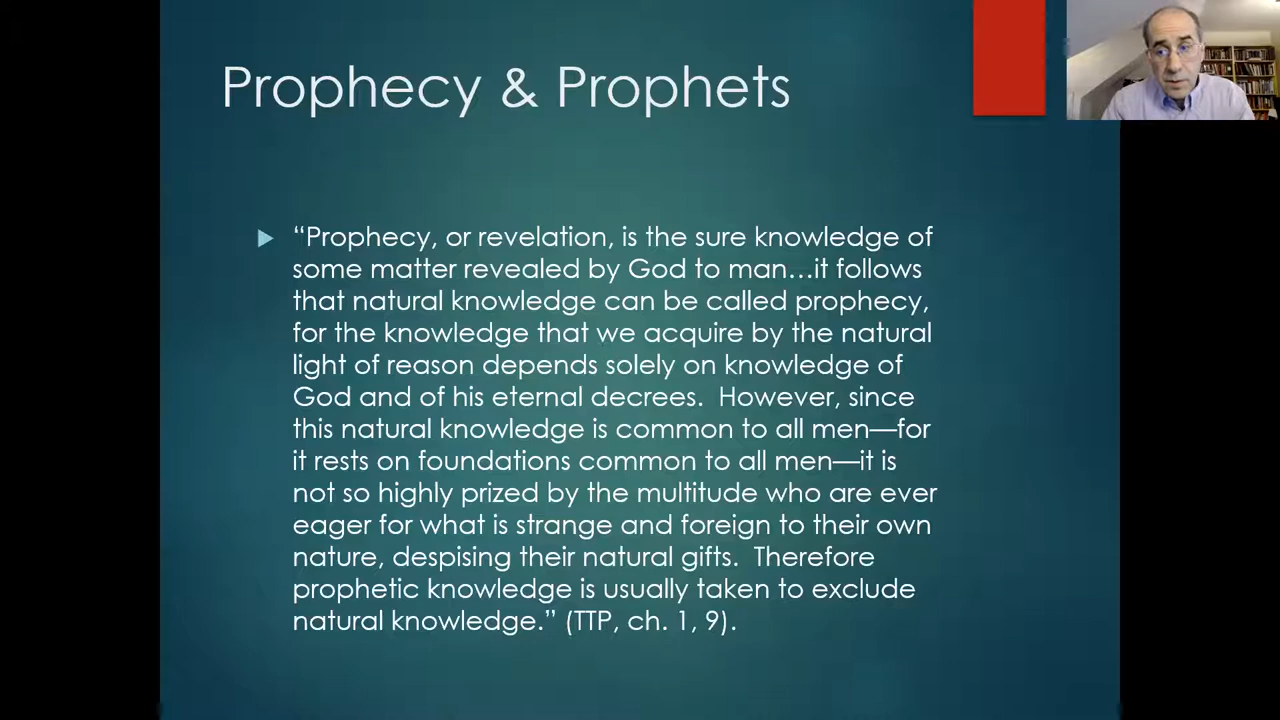 Prophecy & Prophets
“Prophecy, or revelation, is the sure knowledge of
some matter revealed by God to man…it follows
that natural knowledge can be called prophecy,
for the knowledge that we acquire by the natural
light of reason depends solely on knowledge of
God and of his eternal decrees.  However, since
this natural knowledge is common to all men—for
it rests on foundations common to all men—it is
not so highly prized by the multitude who are ever
eager for what is strange and foreign to their own
nature, despising their natural gifts.  Therefore
prophetic knowledge is usually taken to exclude
natural knowledge.” (TTP, ch. 1, 9).